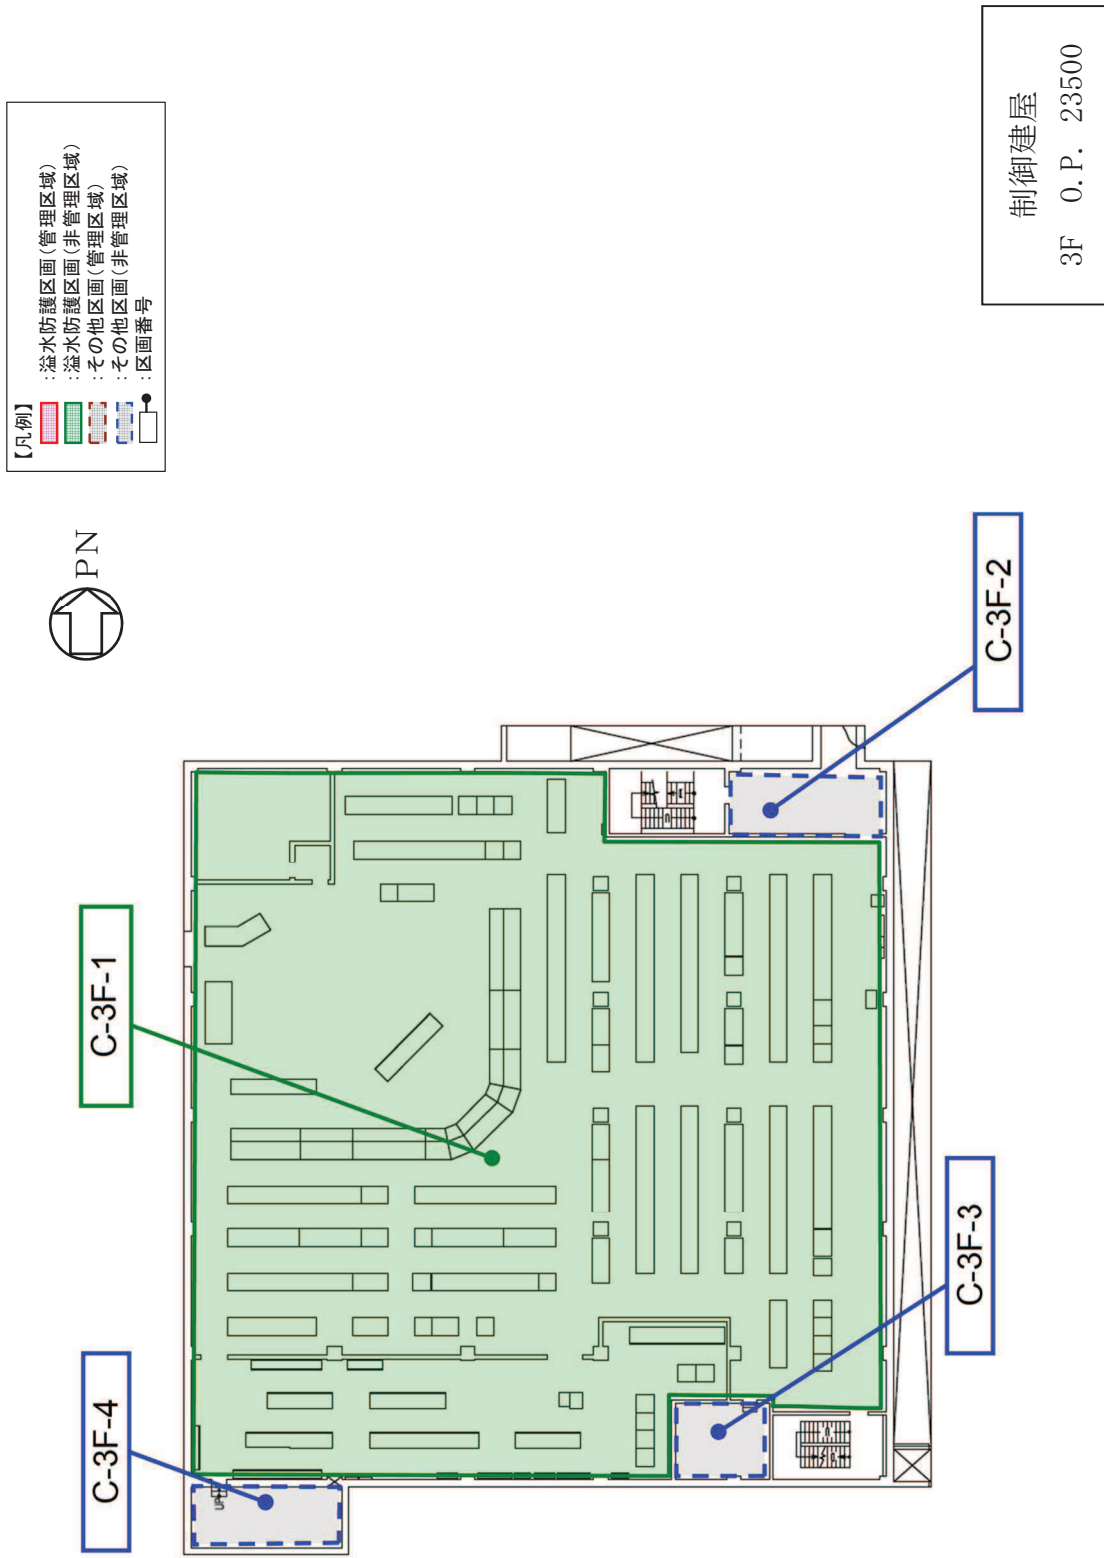 【凡例】
:溢水防護区画(管理区域)
:溢水防護区画(非管理区域)
:その他区画(管理区域)
:その他区画(非管理区域)
:区画番号
PN
C-3F-4
C-3F-1
C-3F-3
C-3F-2
UP
制御建屋
3F O.P. 23500